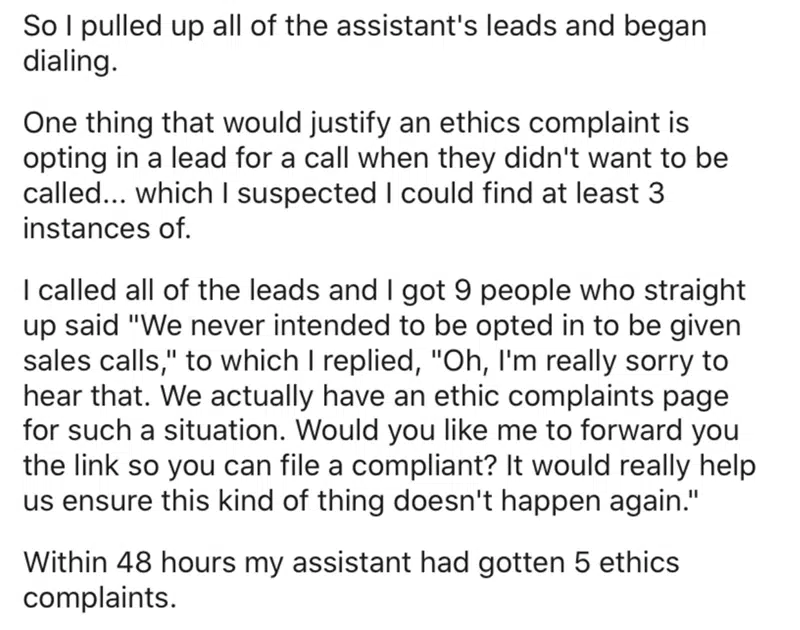 So I pulled up all of the assistant's leads and began
dialing.
One thing that would justify an ethics complaint is
opting in a lead for a call when they didn't want to be
called... which I suspected I could find at least 3
instances of.
I called all of the leads and I got 9 people who straight
up said "We never intended to be opted in to be given
sales calls," to which I replied, "Oh, I'm really sorry to
hear that. We actually have an ethic complaints page
for such a situation. Would you like me to forward you
the link so you can file a compliant? It would really help
us ensure this kind of thing doesn't happen again."
Within 48 hours my assistant had gotten 5 ethics
complaints.